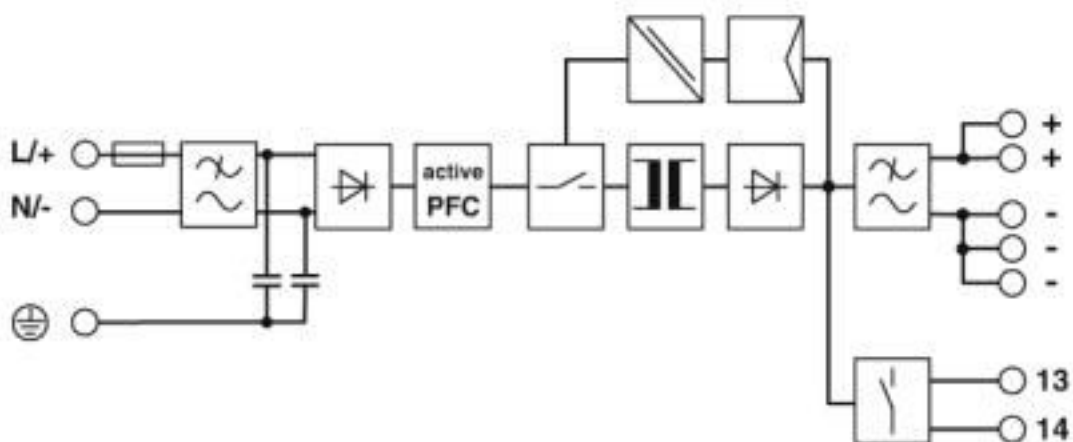 L/+
N/-
active
PFC
+
+
-
-
-
13
14